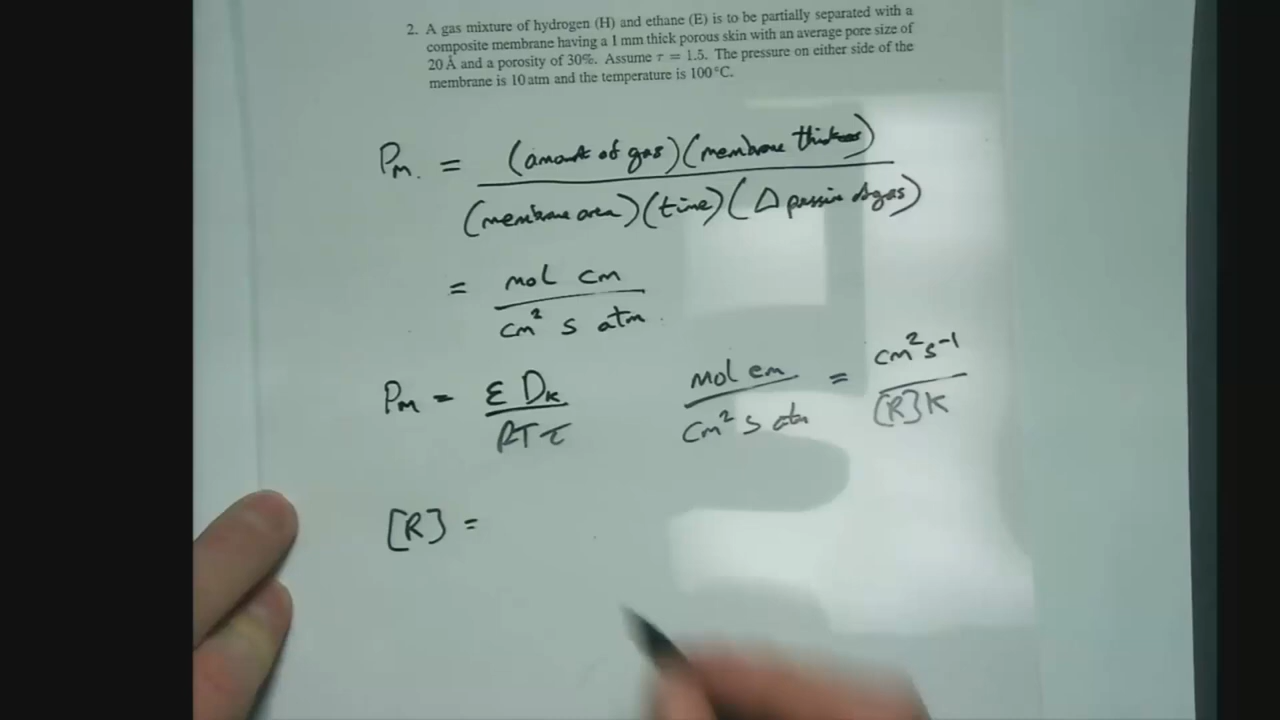 2. A gas mixture of hydrogen (H) and ethane (E) is to be partially separated with a
composite membrane having a 1 mm thick porous skin with an average pore size of
20 Å and a porosity of 30%. Assume τ = 1.5. The pressure on either side of the
membrane is 10 atm and the temperature is 100°C.
Pm. = (amount of gas)(membrane thickness)
(membrane area)(time)(Δ gas)
= mol cm
cm² s atm
Pm = ε Dk
RTτ
mol cm = cm² s⁻¹
cm² s atm [R]K
[R] =